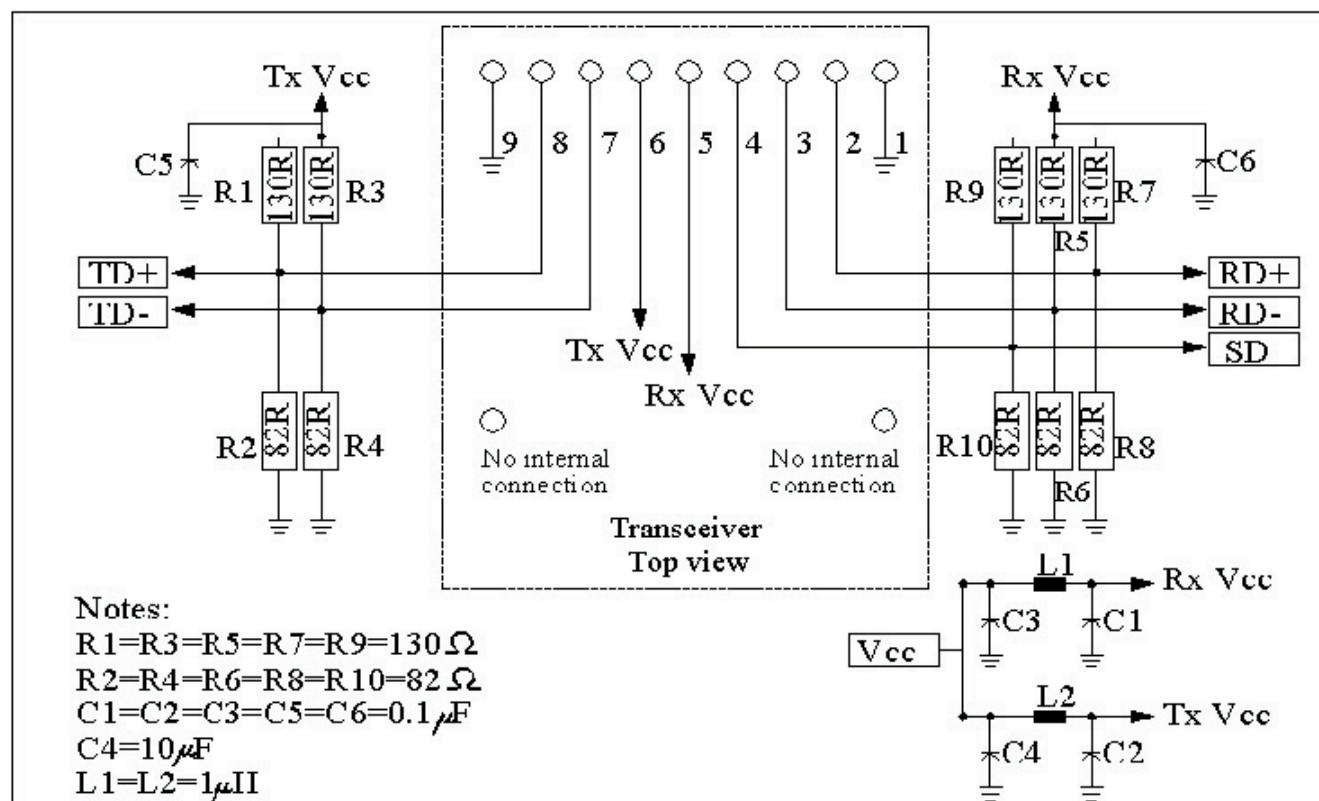 Tx Vcc
C5
R1
130R
130R
R3
TD+
TD-
R2
82R
82R
R4
9
8
7
6
5
4
3
2
1
Tx Vcc
Rx Vcc
No internal
connection
No internal
connection
Transceiver
Top view
Rx Vcc
C6
R9
130R
130R
130R
R7
R5
RD+
RD-
SD
R10
82R
82R
82R
R8
R6
Vcc
L1
C3
C1
Rx Vcc
L2
C4
C2
Tx Vcc
Notes:
R1=R3=R5=R7=R9=130Ω
R2=R4=R6=R8=R10=82Ω
C1=C2=C3=C5=C6=0.1μF
C4=10μF
L1=L2=1μH